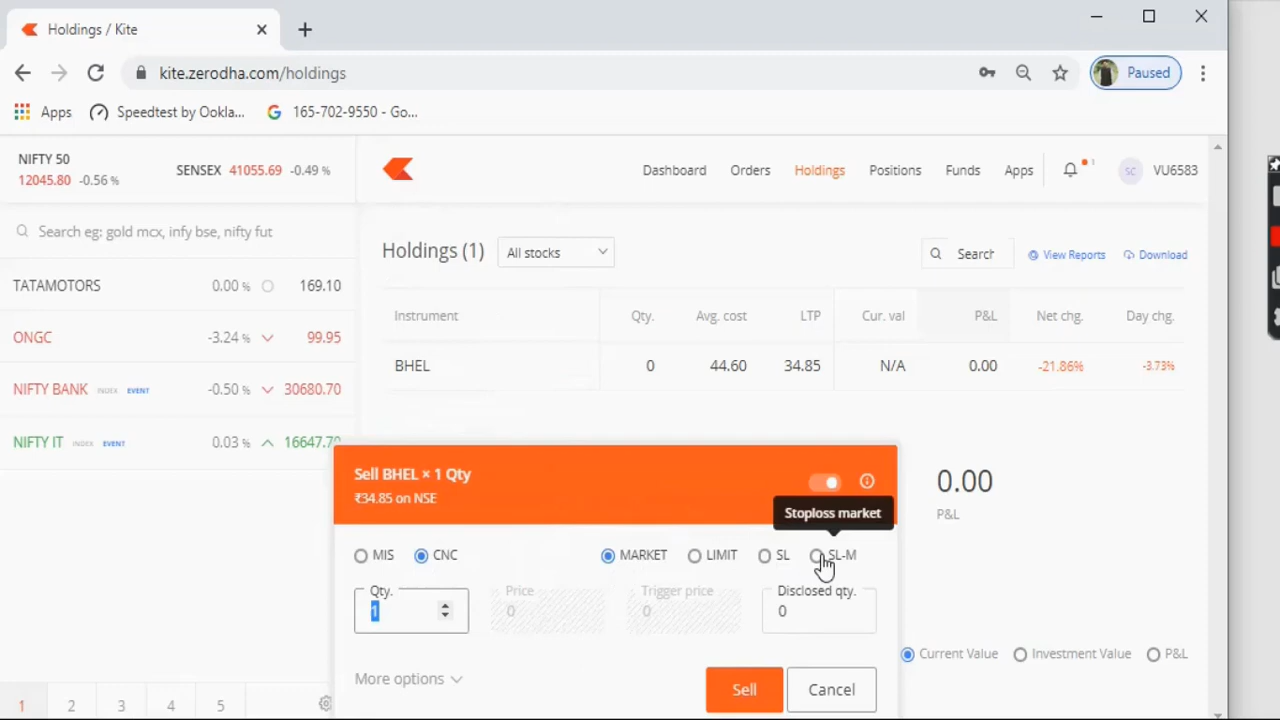 Holdings / Kite
kite.zerodha.com/holdings
Paused
Apps
Speedtest by Ookla...
165-702-9550 - Go...
NIFTY 50
12045.80 -0.56 %
SENSEX 41055.69 -0.49 %
Dashboard Orders Holdings Positions Funds Apps 1 SC VU6583
Search eg: gold mcx, infy bse, nifty fut
Holdings (1) All stocks Search View Reports Download
TATAMOTORS 0.00 % 169.10
ONGC -3.24 % 99.95
NIFTY BANK INDEX EVENT -0.50 % 30680.70
NIFTY IT INDEX EVENT 0.03 % 16647.70
Instrument Qty. Avg. cost LTP Cur. val P&L Net chg. Day chg.
BHEL 0 44.60 34.85 N/A 0.00 -21.86% -3.73%
Sell BHEL × 1 Qty
₹34.85 on NSE
Stoploss market
0.00
P&L
MIS CNC MARKET LIMIT SL SL-M
Qty. Price Trigger price Disclosed qty.
1 0 0 0
Current Value Investment Value P&L
More options Sell Cancel
1 2 3 4 5